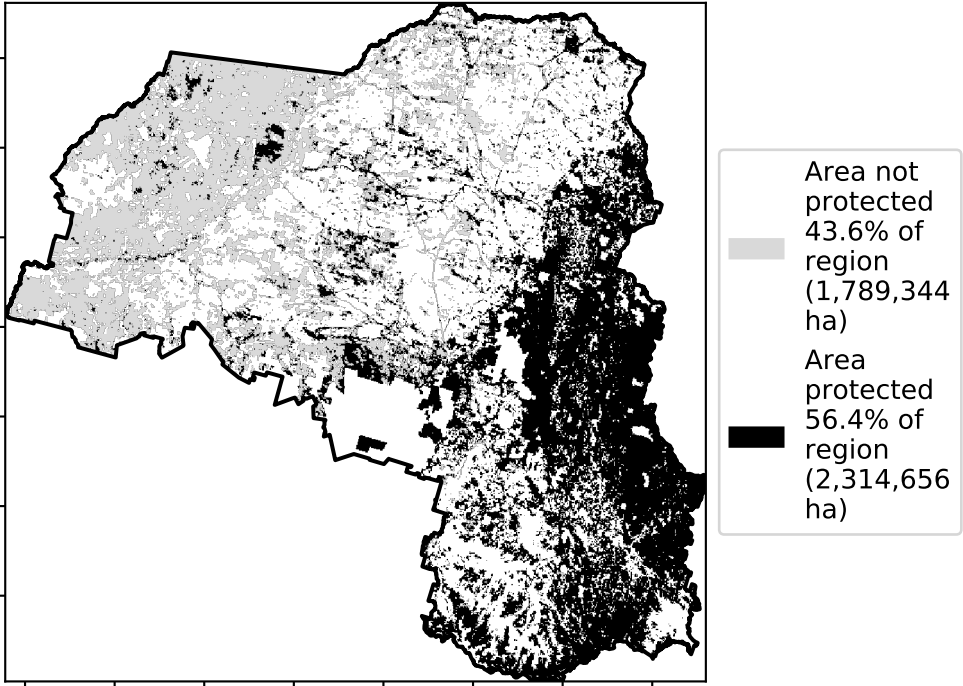 Area not
protected
43.6% of
region
(1,789,344
ha)
Area
protected
56.4% of
region
(2,314,656
ha)